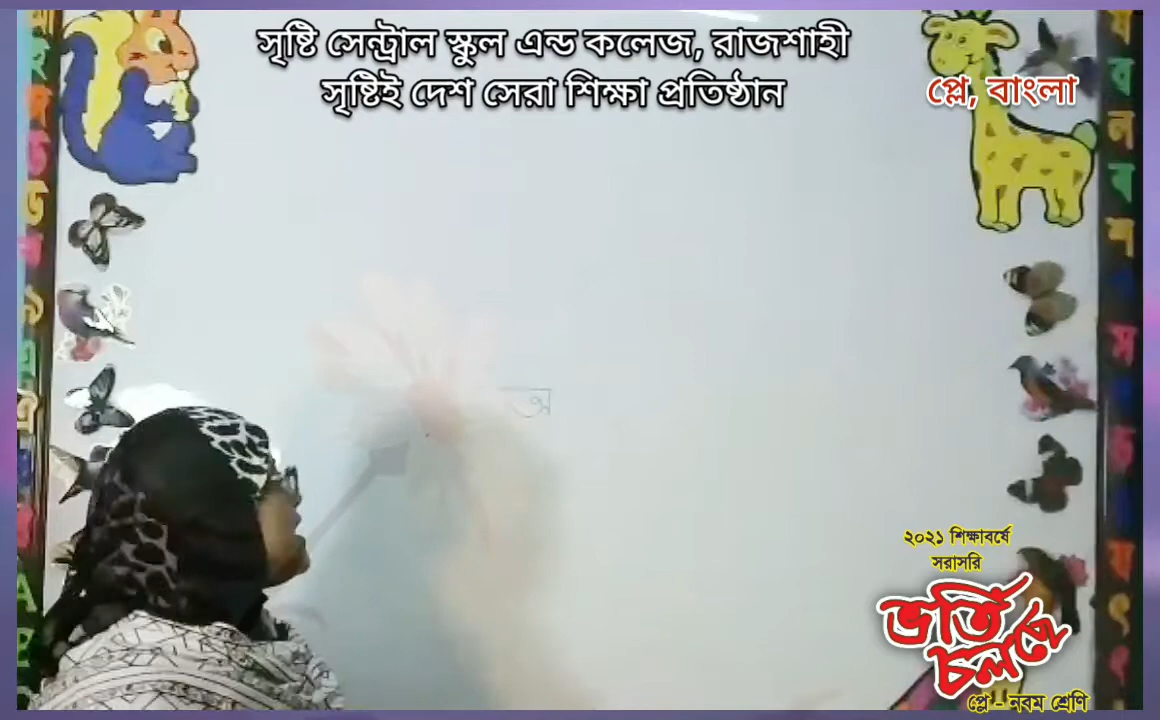 সৃষ্টি সেন্ট্রাল স্কুল এন্ড কলেজ, রাজশাহী
সৃষ্টিই দেশ সেরা শিক্ষা প্রতিষ্ঠান
প্লে, বাংলা
অ
২০২১ শিক্ষাবর্ষে
সরাসরি
ভর্তি
চলছে
প্লে - নবম শ্রেণি